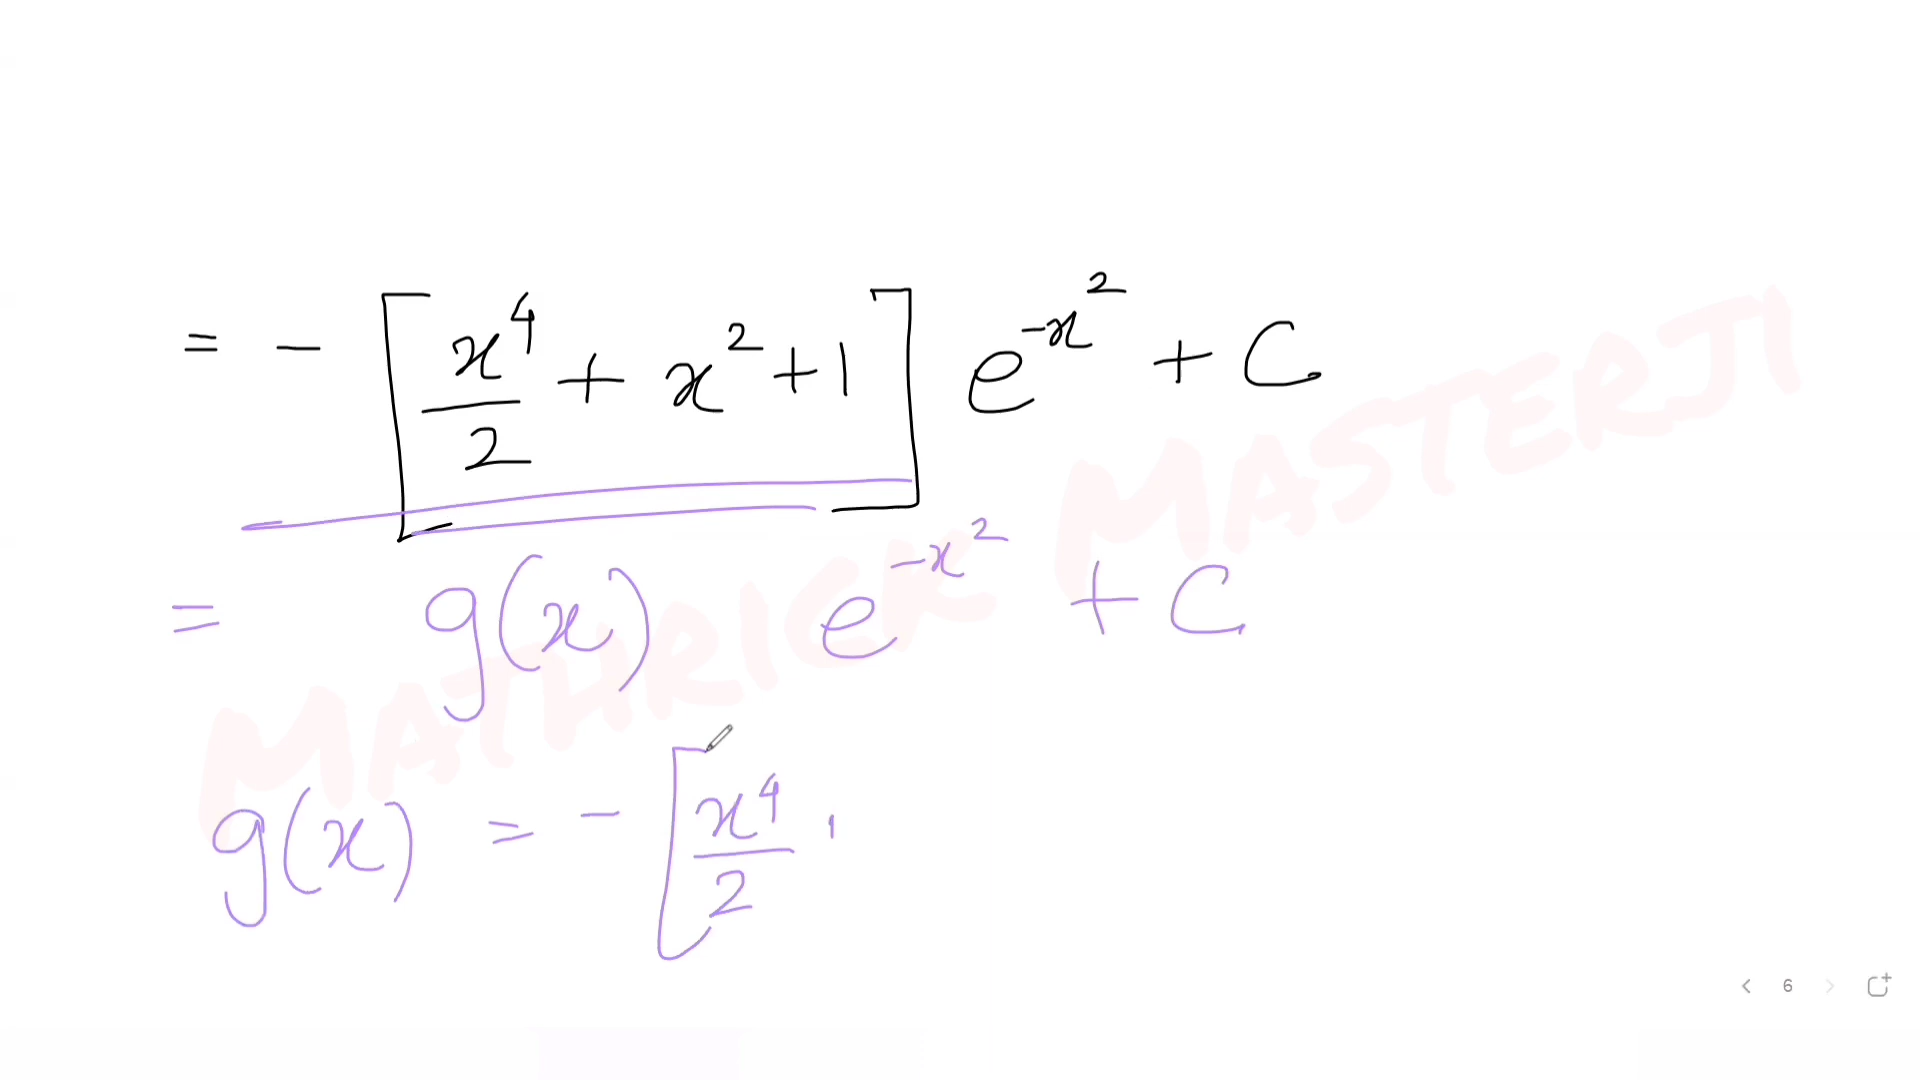 = - [x⁴/2 + x² + 1] e^(-x²) + C
= g(x) e^(-x²) + C
g(x) = - [x⁴/2
MATHRICK MASTERJI
6